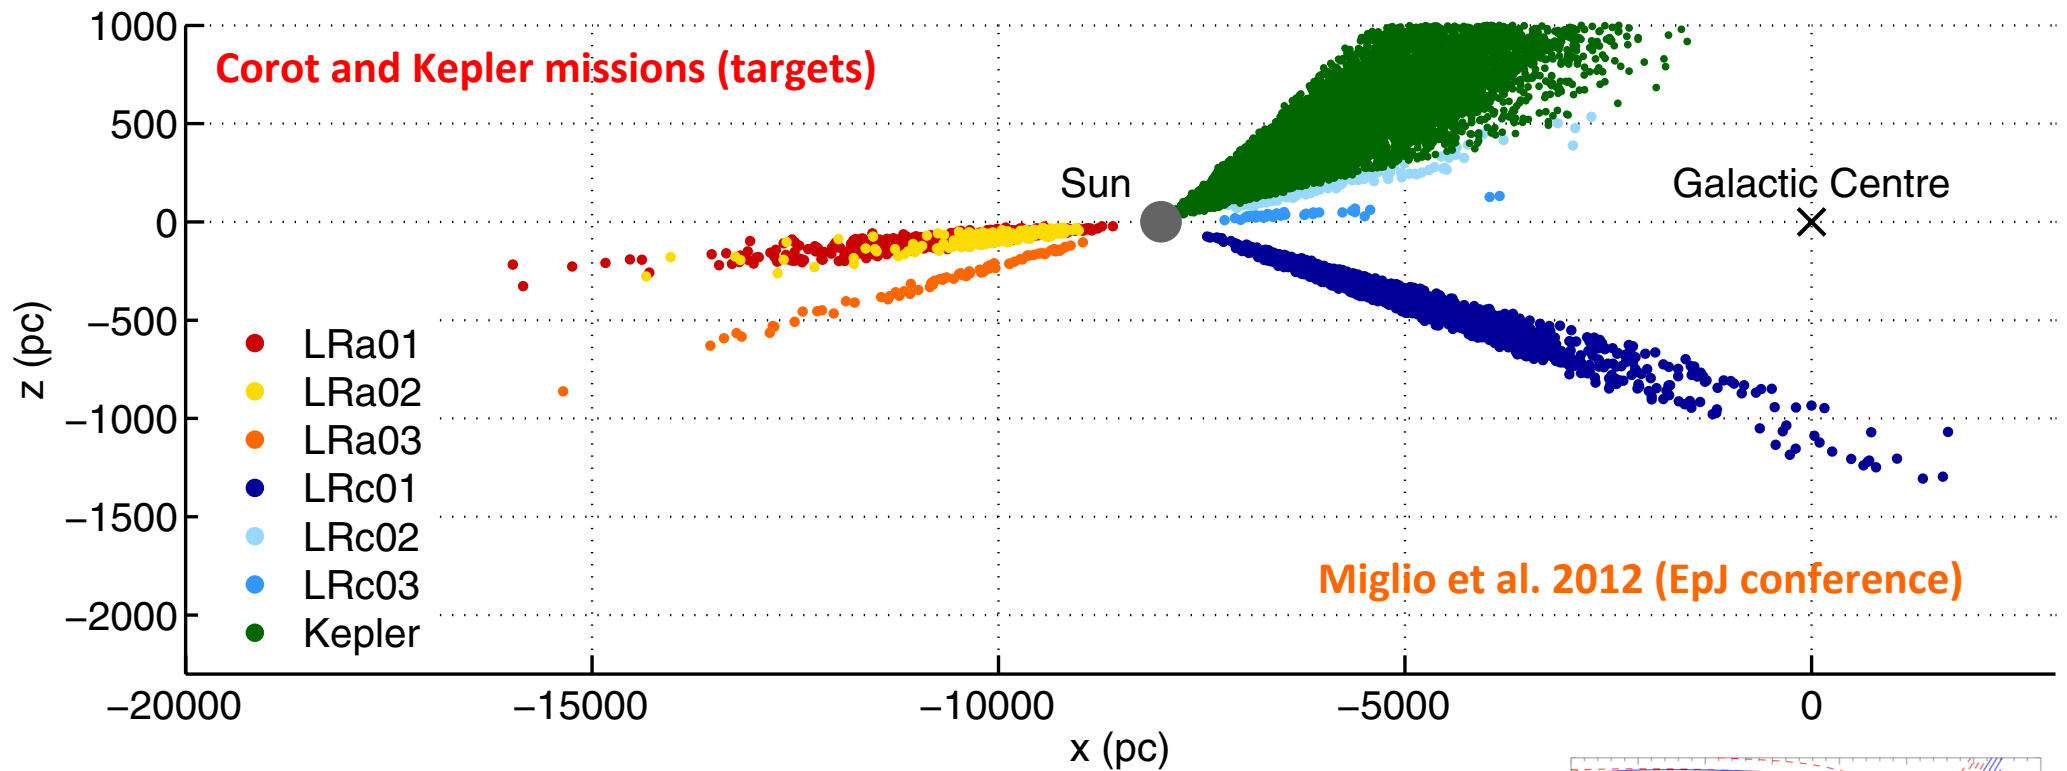 Corot and Kepler missions (targets)
1000
500
0
−500
−1000
−1500
−2000
z (pc)
Sun
Galactic Centre
LRa01
LRa02
LRa03
LRc01
LRc02
LRc03
Kepler
Miglio et al. 2012 (EpJ conference)
−20000
−15000
−10000
−5000
0
x (pc)